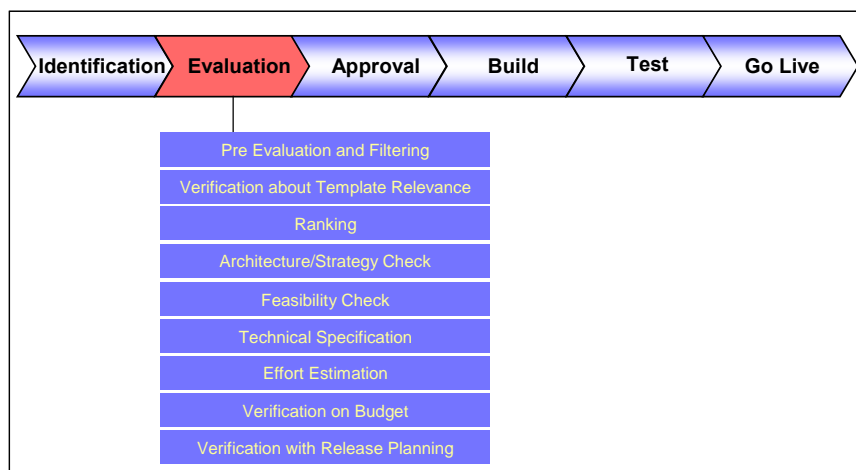 Identification
Evaluation
Approval
Build
Test
Go Live
Pre Evaluation and Filtering
Verification about Template Relevance
Ranking
Architecture/Strategy Check
Feasibility Check
Technical Specification
Effort Estimation
Verification on Budget
Verification with Release Planning